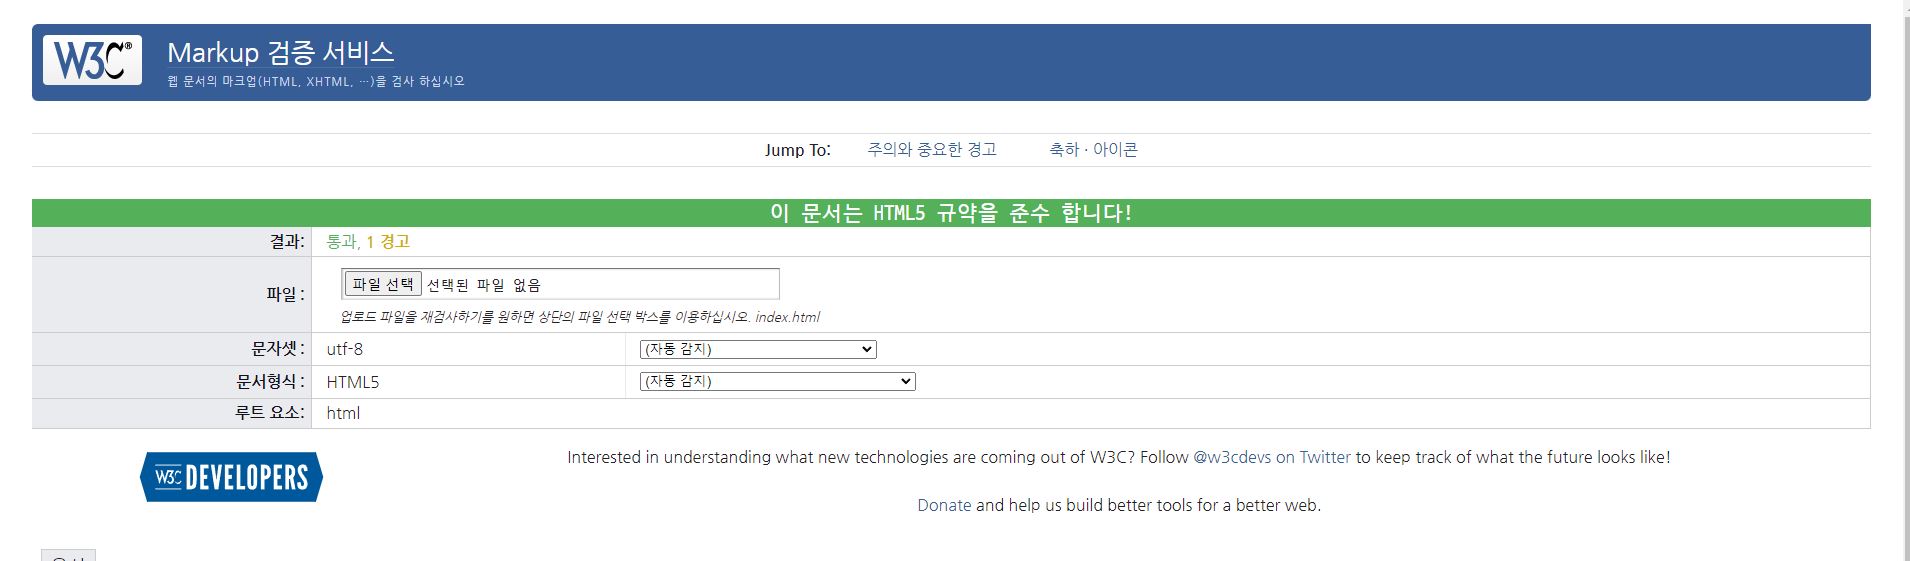 W3C®
Markup 검증 서비스
웹 문서의 마크업(HTML, XHTML, …)을 검사 하십시오
Jump To: 주의와 중요한 경고 축하 · 아이콘
이 문서는 HTML5 규약을 준수 합니다!
결과: 통과, 1 경고
파일 : 파일 선택 선택된 파일 없음
업로드 파일을 재검사하기를 원하면 상단의 파일 선택 박스를 이용하십시오. index.html
문자셋 : utf-8 (자동 감지)
문서형식 : HTML5 (자동 감지)
루트 요소: html
W3C DEVELOPERS
Interested in understanding what new technologies are coming out of W3C? Follow @w3cdevs on Twitter to keep track of what the future looks like!
Donate and help us build better tools for a better web.